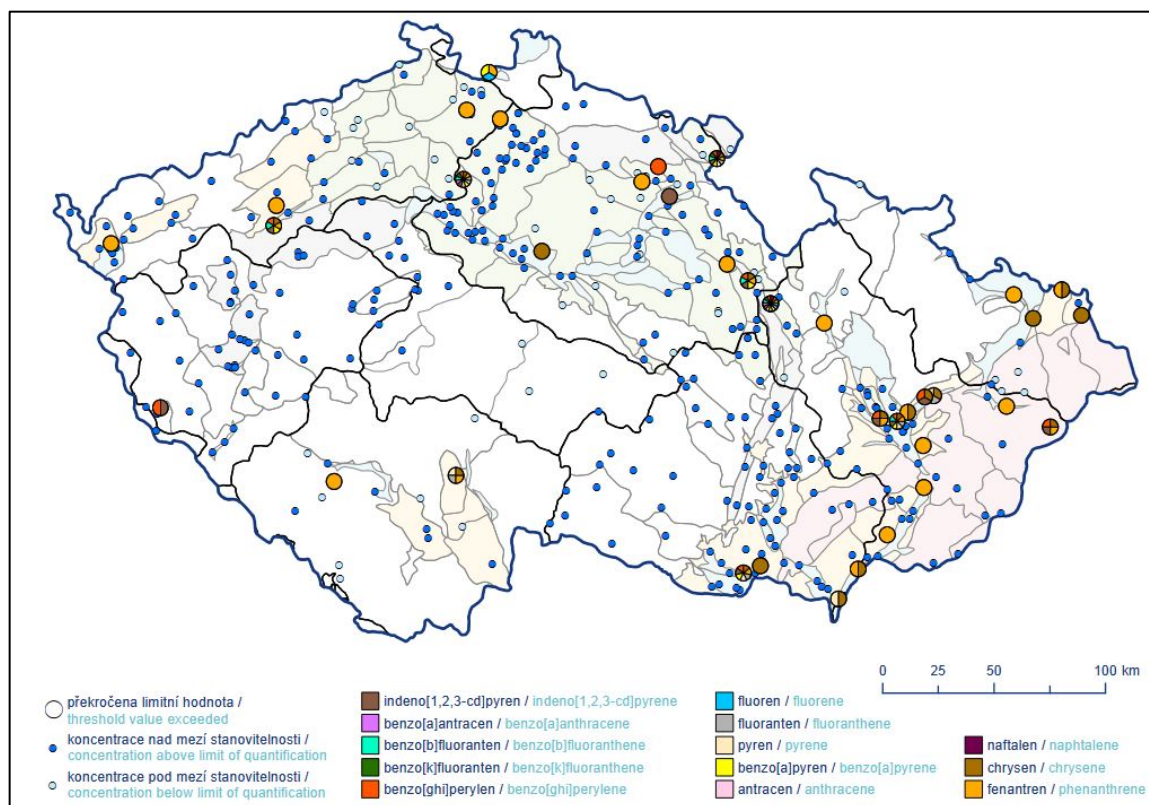 0 25 50 100 km
překročena limitní hodnota /
threshold value exceeded
koncentrace nad mezí stanovitelnosti /
concentration above limit of quantification
koncentrace pod mezí stanovitelnosti /
concentration below limit of quantification
indeno[1,2,3-cd]pyren / indeno[1,2,3-cd]pyrene
benzo[a]antracen / benzo[a]anthracene
benzo[b]fluoranten / benzo[b]fluoranthene
benzo[k]fluoranten / benzo[k]fluoranthene
benzo[ghi]perylen / benzo[ghi]perylene
fluoren / fluorene
fluoranten / fluoranthene
pyren / pyrene
benzo[a]pyren / benzo[a]pyrene
antracen / anthracene
naftalen / naphtalene
chrysen / chrysene
fenantren / phenanthrene